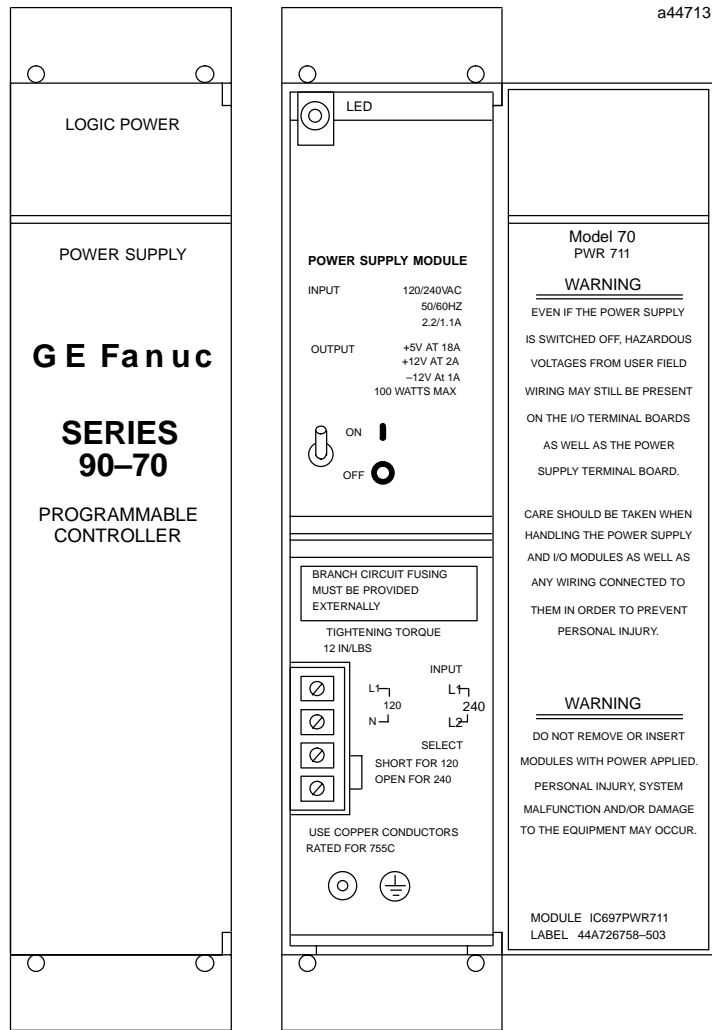 a44713
LOGIC POWER
POWER SUPPLY
GE Fanuc
SERIES
90–70
PROGRAMMABLE
CONTROLLER
LED
POWER SUPPLY MODULE
INPUT 120/240VAC
50/60HZ
2.2/1.1A
OUTPUT +5V AT 18A
+12V AT 2A
–12V At 1A
100 WATTS MAX
ON
OFF
BRANCH CIRCUIT FUSING
MUST BE PROVIDED
EXTERNALLY
TIGHTENING TORQUE
12 IN/LBS
INPUT
L1 L1
120 240
N L2
SELECT
SHORT FOR 120
OPEN FOR 240
USE COPPER CONDUCTORS
RATED FOR 755C
Model 70
PWR 711
WARNING
EVEN IF THE POWER SUPPLY
IS SWITCHED OFF, HAZARDOUS
VOLTAGES FROM USER FIELD
WIRING MAY STILL BE PRESENT
ON THE I/O TERMINAL BOARDS
AS WELL AS THE POWER
SUPPLY TERMINAL BOARD.
CARE SHOULD BE TAKEN WHEN
HANDLING THE POWER SUPPLY
AND I/O MODULES AS WELL AS
ANY WIRING CONNECTED TO
THEM IN ORDER TO PREVENT
PERSONAL INJURY.
WARNING
DO NOT REMOVE OR INSERT
MODULES WITH POWER APPLIED.
PERSONAL INJURY, SYSTEM
MALFUNCTION AND/OR DAMAGE
TO THE EQUIPMENT MAY OCCUR.
MODULE IC697PWR711
LABEL 44A726758–503